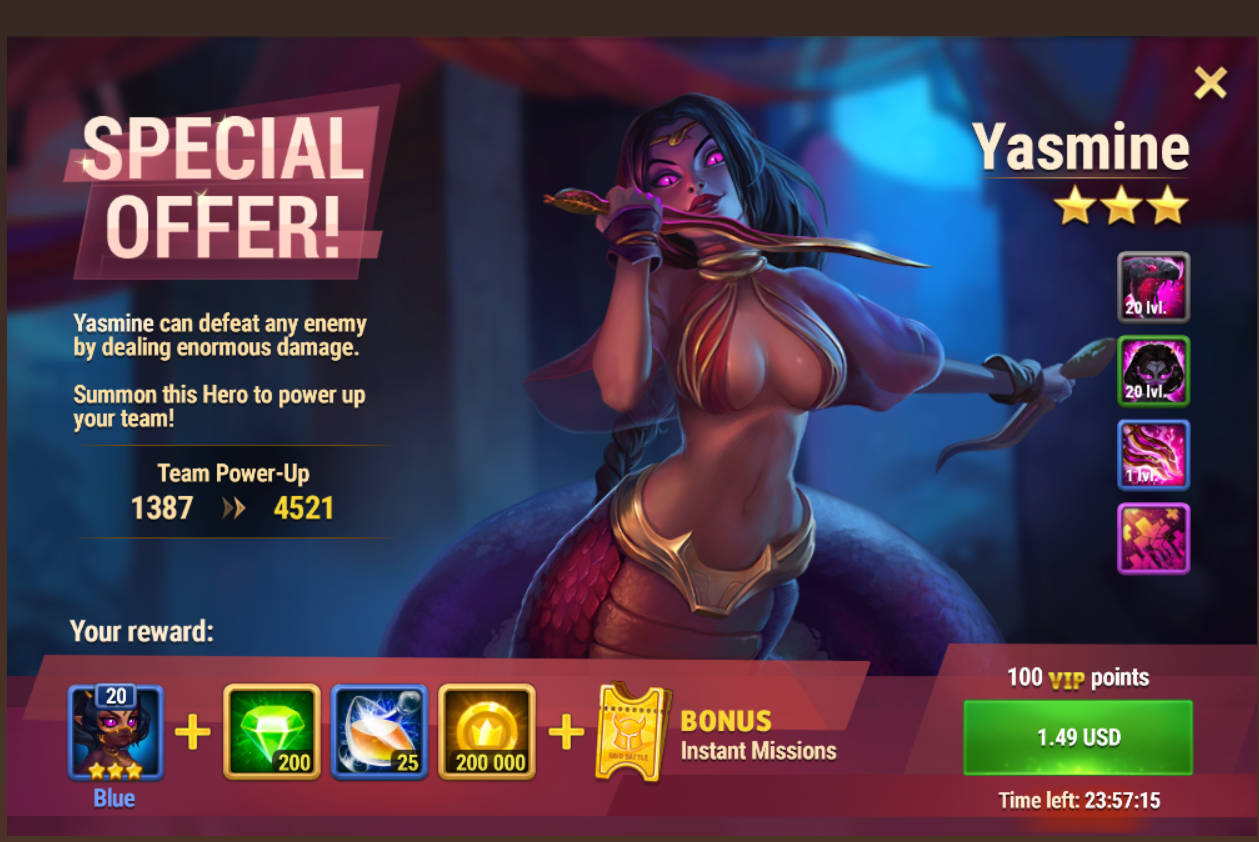 SPECIAL
OFFER!
Yasmine
Yasmine can defeat any enemy
by dealing enormous damage.
Summon this Hero to power up
your team!
Team Power-Up
1387 4521
20 lvl.
20 lvl.
1 lvl.
Your reward:
20
Blue
200
25
200 000
BONUS
Instant Missions
100 VIP points
1.49 USD
Time left: 23:57:15